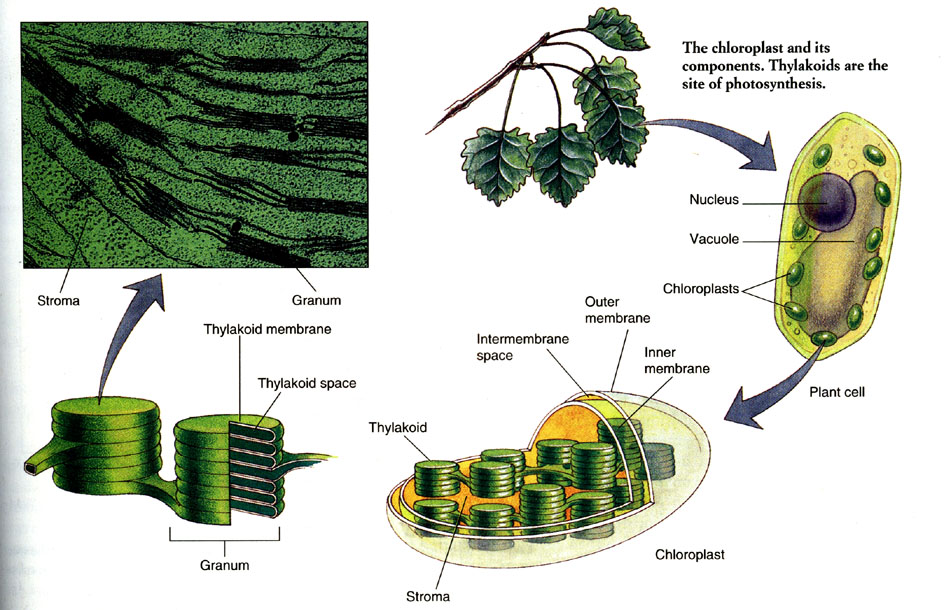 The chloroplast and its
components. Thylakoids are the
site of photosynthesis.
Nucleus
Vacuole
Chloroplasts
Plant cell
Stroma
Granum
Thylakoid membrane
Thylakoid space
Granum
Outer
membrane
Intermembrane
space
Inner
membrane
Thylakoid
Chloroplast
Stroma